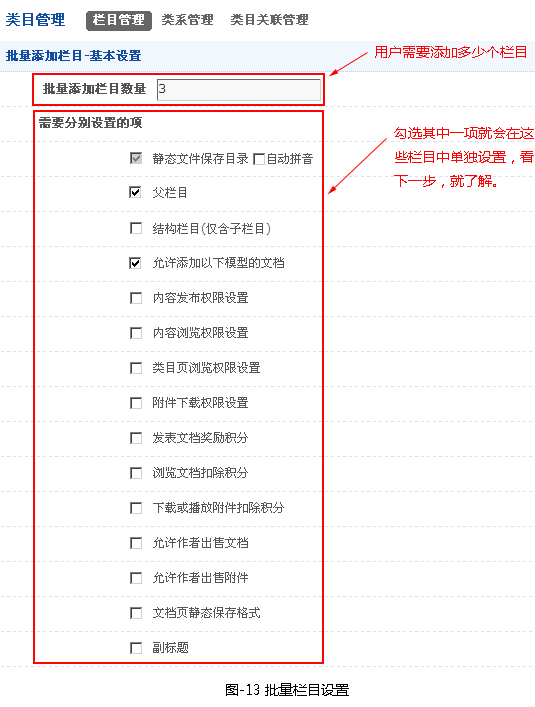 类目管理 栏目管理 类系管理 类目关联管理
批量添加栏目-基本设置
用户需要添加多少个栏目
批量添加栏目数量 3
需要分别设置的项
勾选其中一项就会在这
些栏目中单独设置，看
下一步，就了解。
静态文件保存目录 自动拼音
父栏目
结构栏目(仅含子栏目)
允许添加以下模型的文档
内容发布权限设置
内容浏览权限设置
类目页浏览权限设置
附件下载权限设置
发表文档奖励积分
浏览文档扣除积分
下载或播放附件扣除积分
允许作者出售文档
允许作者出售附件
文档页静态保存格式
副标题
图-13 批量栏目设置